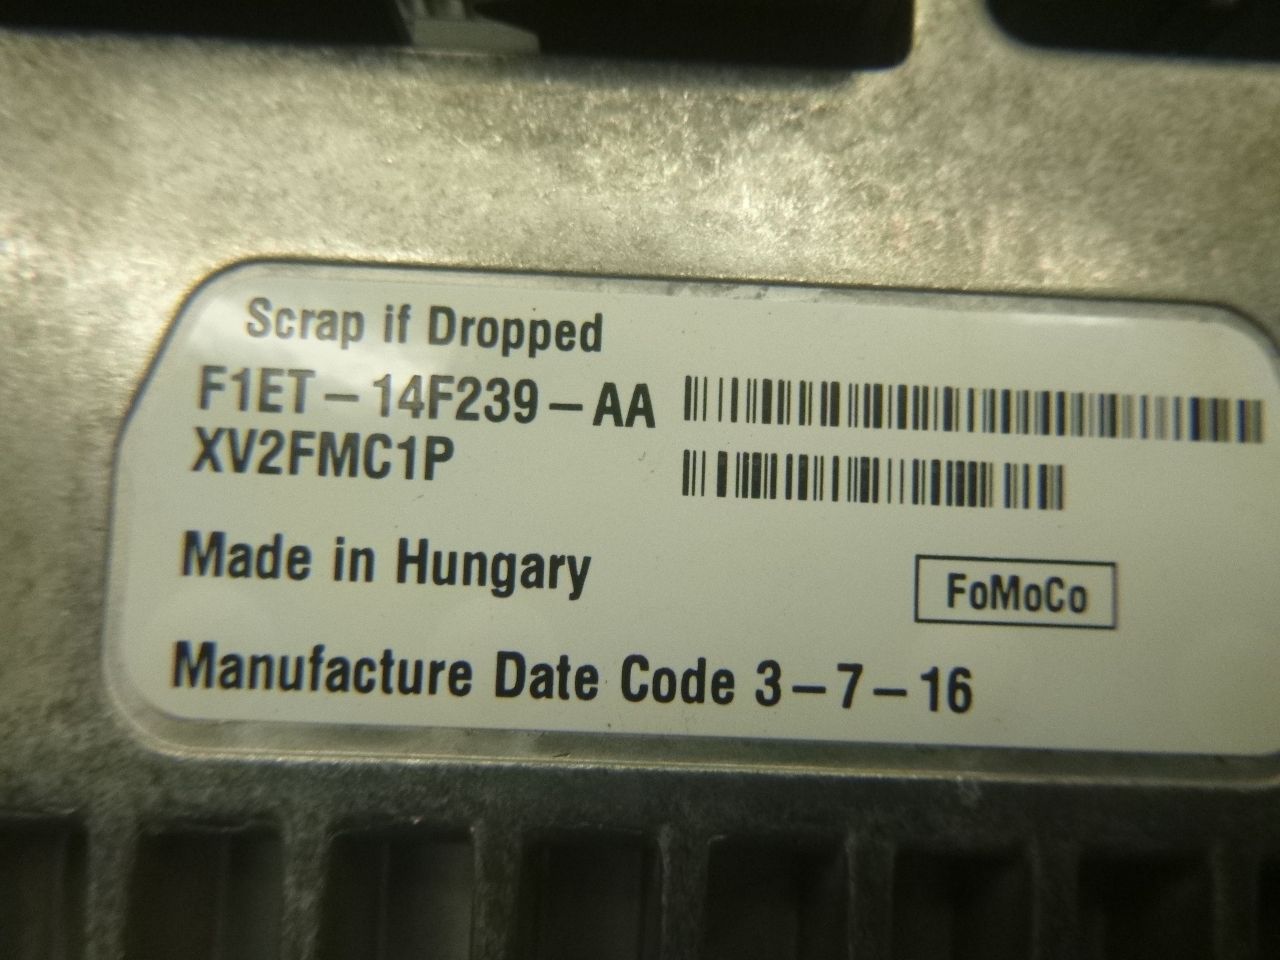 Scrap if Dropped
F1ET-14F239-AA
XV2FMC1P
Made in Hungary
FoMoCo
Manufacture Date Code 3-7-16